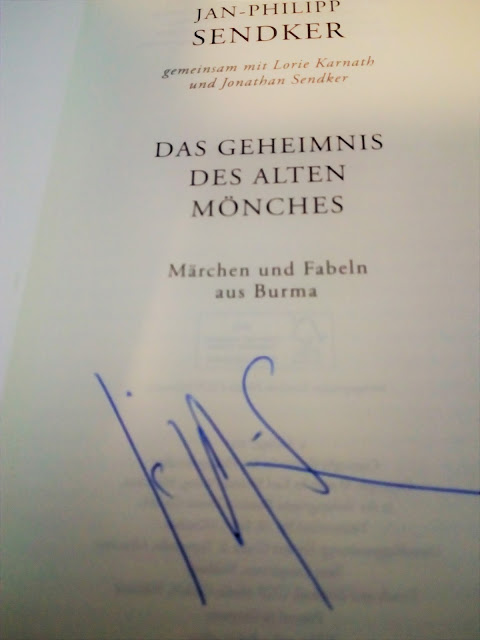 JAN-PHILIPP
SENDKER
gemeinsam mit Lorie Karnath
und Jonathan Sendker
DAS GEHEIMNIS
DES ALTEN
MÖNCHES
Märchen und Fabeln
aus Burma